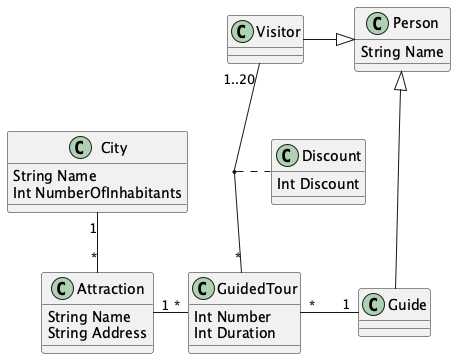 C Visitor
C Person
String Name
1..20
C City
String Name
Int NumberOfInhabitants
C Discount
Int Discount
1
*
*
C Attraction
String Name
String Address
1 *
C GuidedTour
Int Number
Int Duration
* 1
C Guide